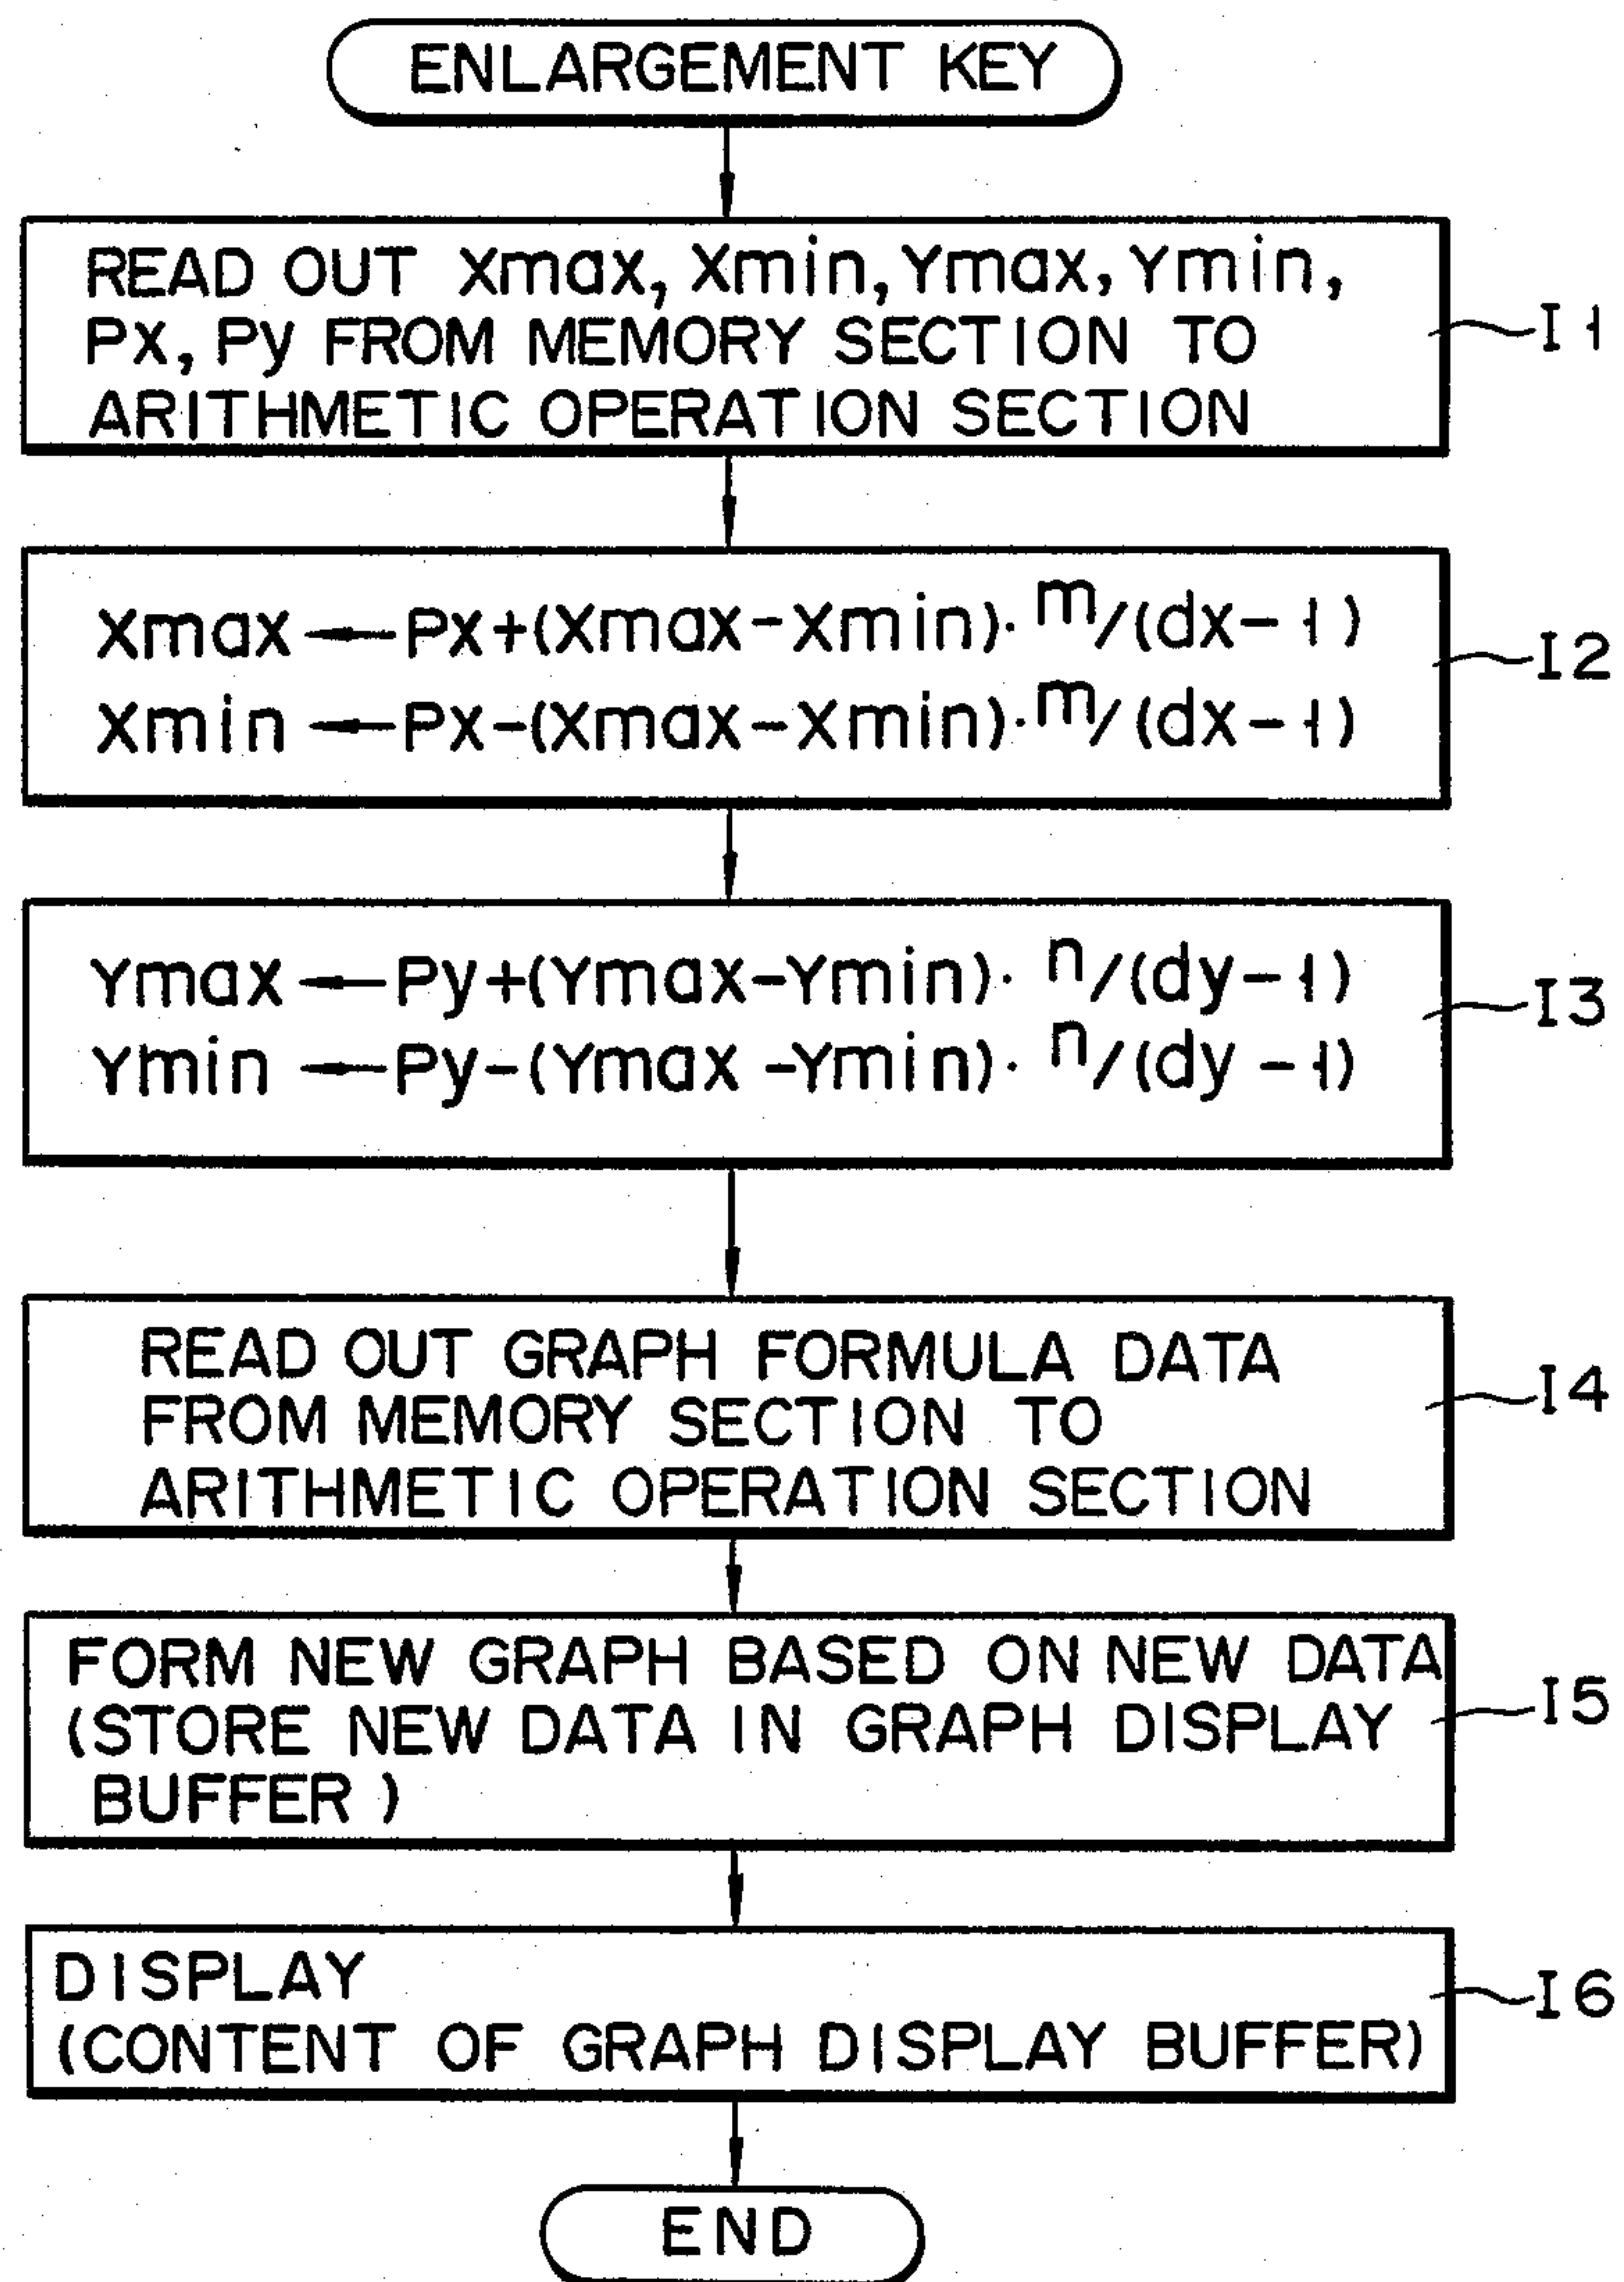 ENLARGEMENT KEY
READ OUT Xmax, Xmin, Ymax, Ymin,
Px, Py FROM MEMORY SECTION TO
ARITHMETIC OPERATION SECTION
I1
Xmax ← Px+(Xmax-Xmin)· m/(dx-1)
Xmin ← Px-(Xmax-Xmin)· m/(dx-1)
I2
Ymax ← Py+(Ymax-Ymin)· n/(dy-1)
Ymin ← Py-(Ymax-Ymin)· n/(dy-1)
I3
READ OUT GRAPH FORMULA DATA
FROM MEMORY SECTION TO
ARITHMETIC OPERATION SECTION
I4
FORM NEW GRAPH BASED ON NEW DATA
(STORE NEW DATA IN GRAPH DISPLAY
BUFFER)
I5
DISPLAY
(CONTENT OF GRAPH DISPLAY BUFFER)
I6
END